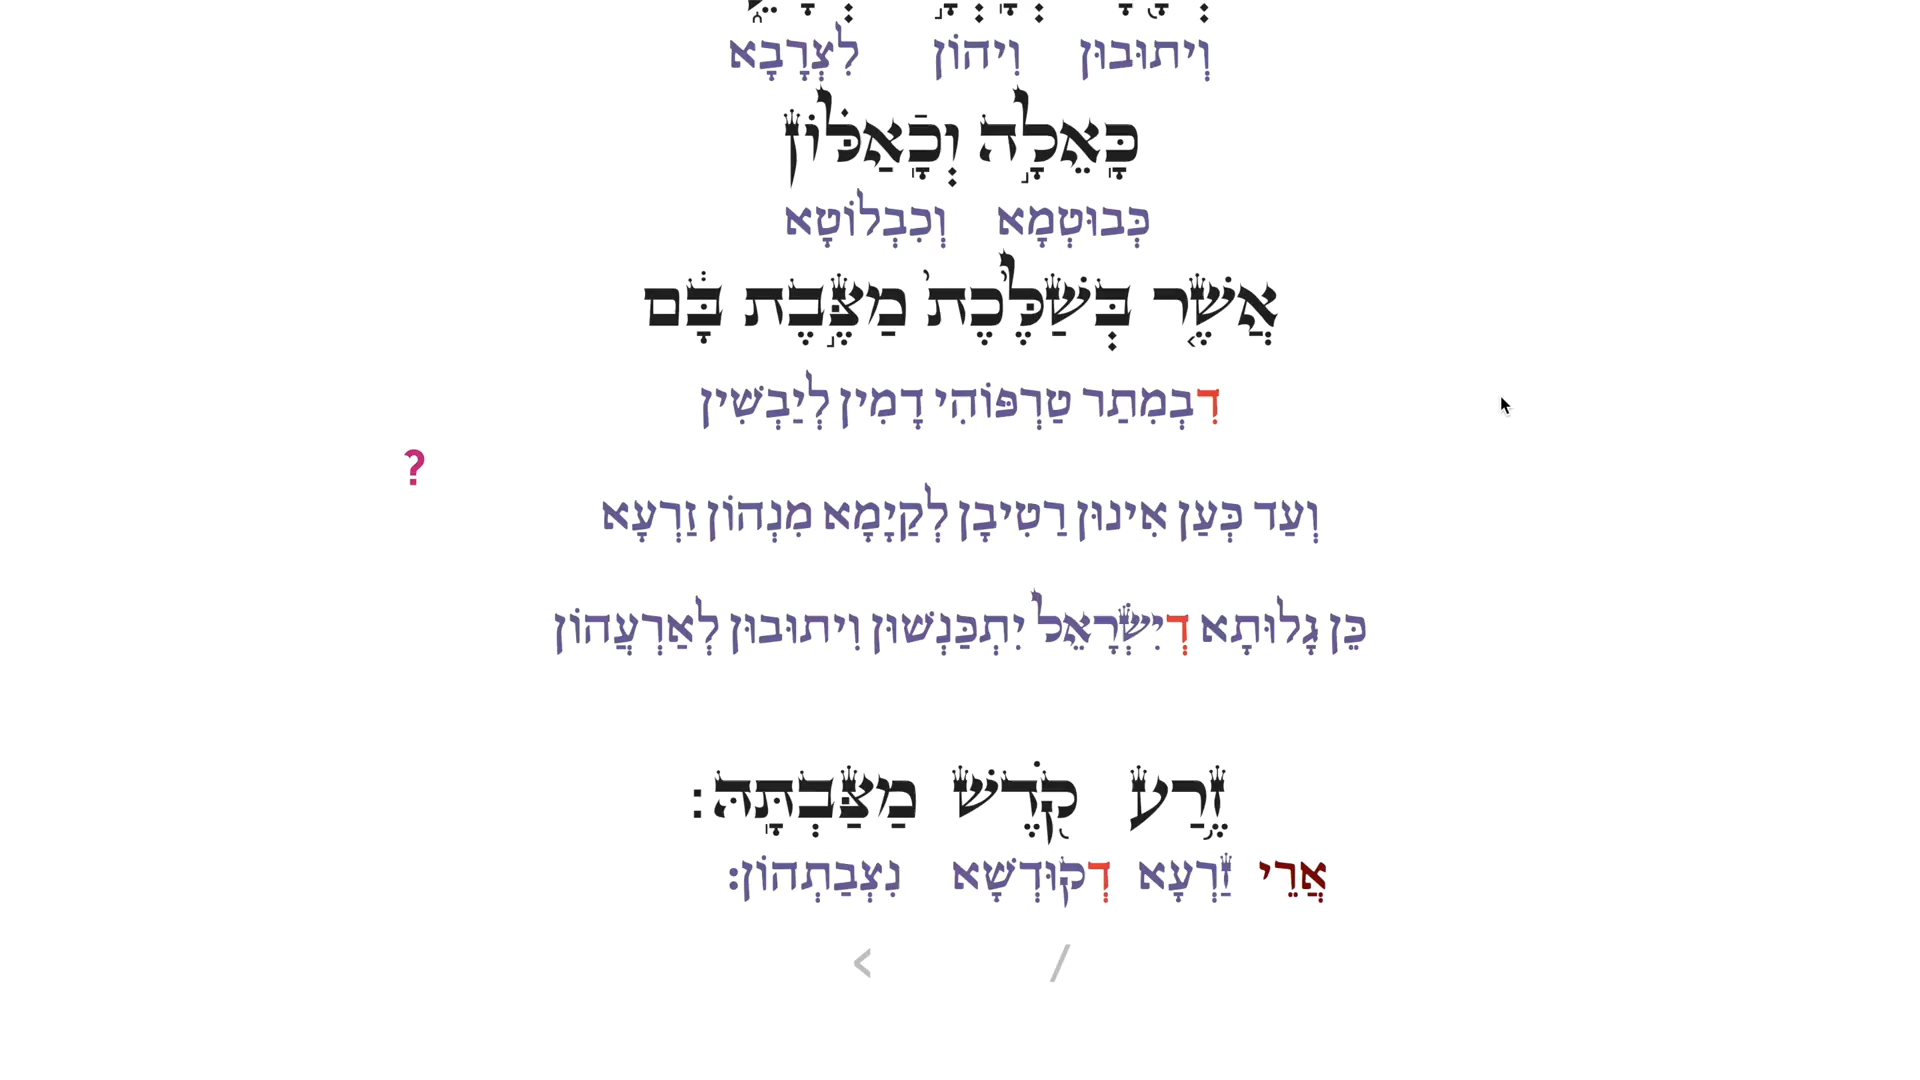 וְיתוּבוּן וִיהוֹן לִצְרָבָא
כָּאֵלָ֣ה וְכָֽאַלּ֗וֹן
כְּבוּטְמָא וְכִבְלוֹטָא
אֲשֶׁ֤ר בְּשַׁלֶּ֙כֶת֙ מַצֶּ֣בֶת בָּ֔ם
דִבְמִתַּר טַרְפּוֹהִי דָמִין לְיַבְשִׁין
?
וְעַד כְּעַן אִינוּן רַטִיבָן לְקַיָמָא מִנְהוֹן זַרְעָא
כֵּן גָלוּתָא דְיִשְׂרָאֵל יִתְכַּנְשׁוּן וִיתוּבוּן לְאַרְעֲהוֹן
זֶ֥רַע קֹ֖דֶשׁ מַצַּבְתָּֽהּ׃
אֲרֵי זַרְעָא דְקוּדְשָׁא נִצְבַתְהוֹן׃
< /